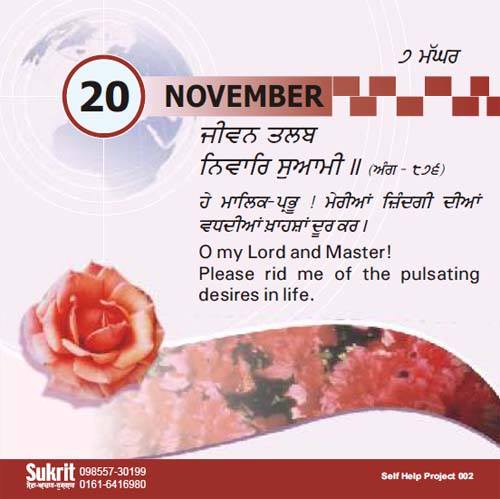 ੭ ਮੱਘਰ
20 NOVEMBER
ਜੀਵਨ ਤਲਬ
ਨਿਵਾਰਿ ਸੁਆਮੀ ॥ (ਅੰਗ - ੮੭੬)
ਹੇ ਮਾਲਿਕ-ਪ੍ਰਭੂ ! ਮੇਰੀਆਂ ਜ਼ਿੰਦਗੀ ਦੀਆਂ
ਵਧਦੀਆਂ ਖ਼ਾਹਸ਼ਾਂ ਦੂਰ ਕਰ ।
O my Lord and Master!
Please rid me of the pulsating
desires in life.
Sukrit 098557-30199
0161-6416980
Self Help Project 002